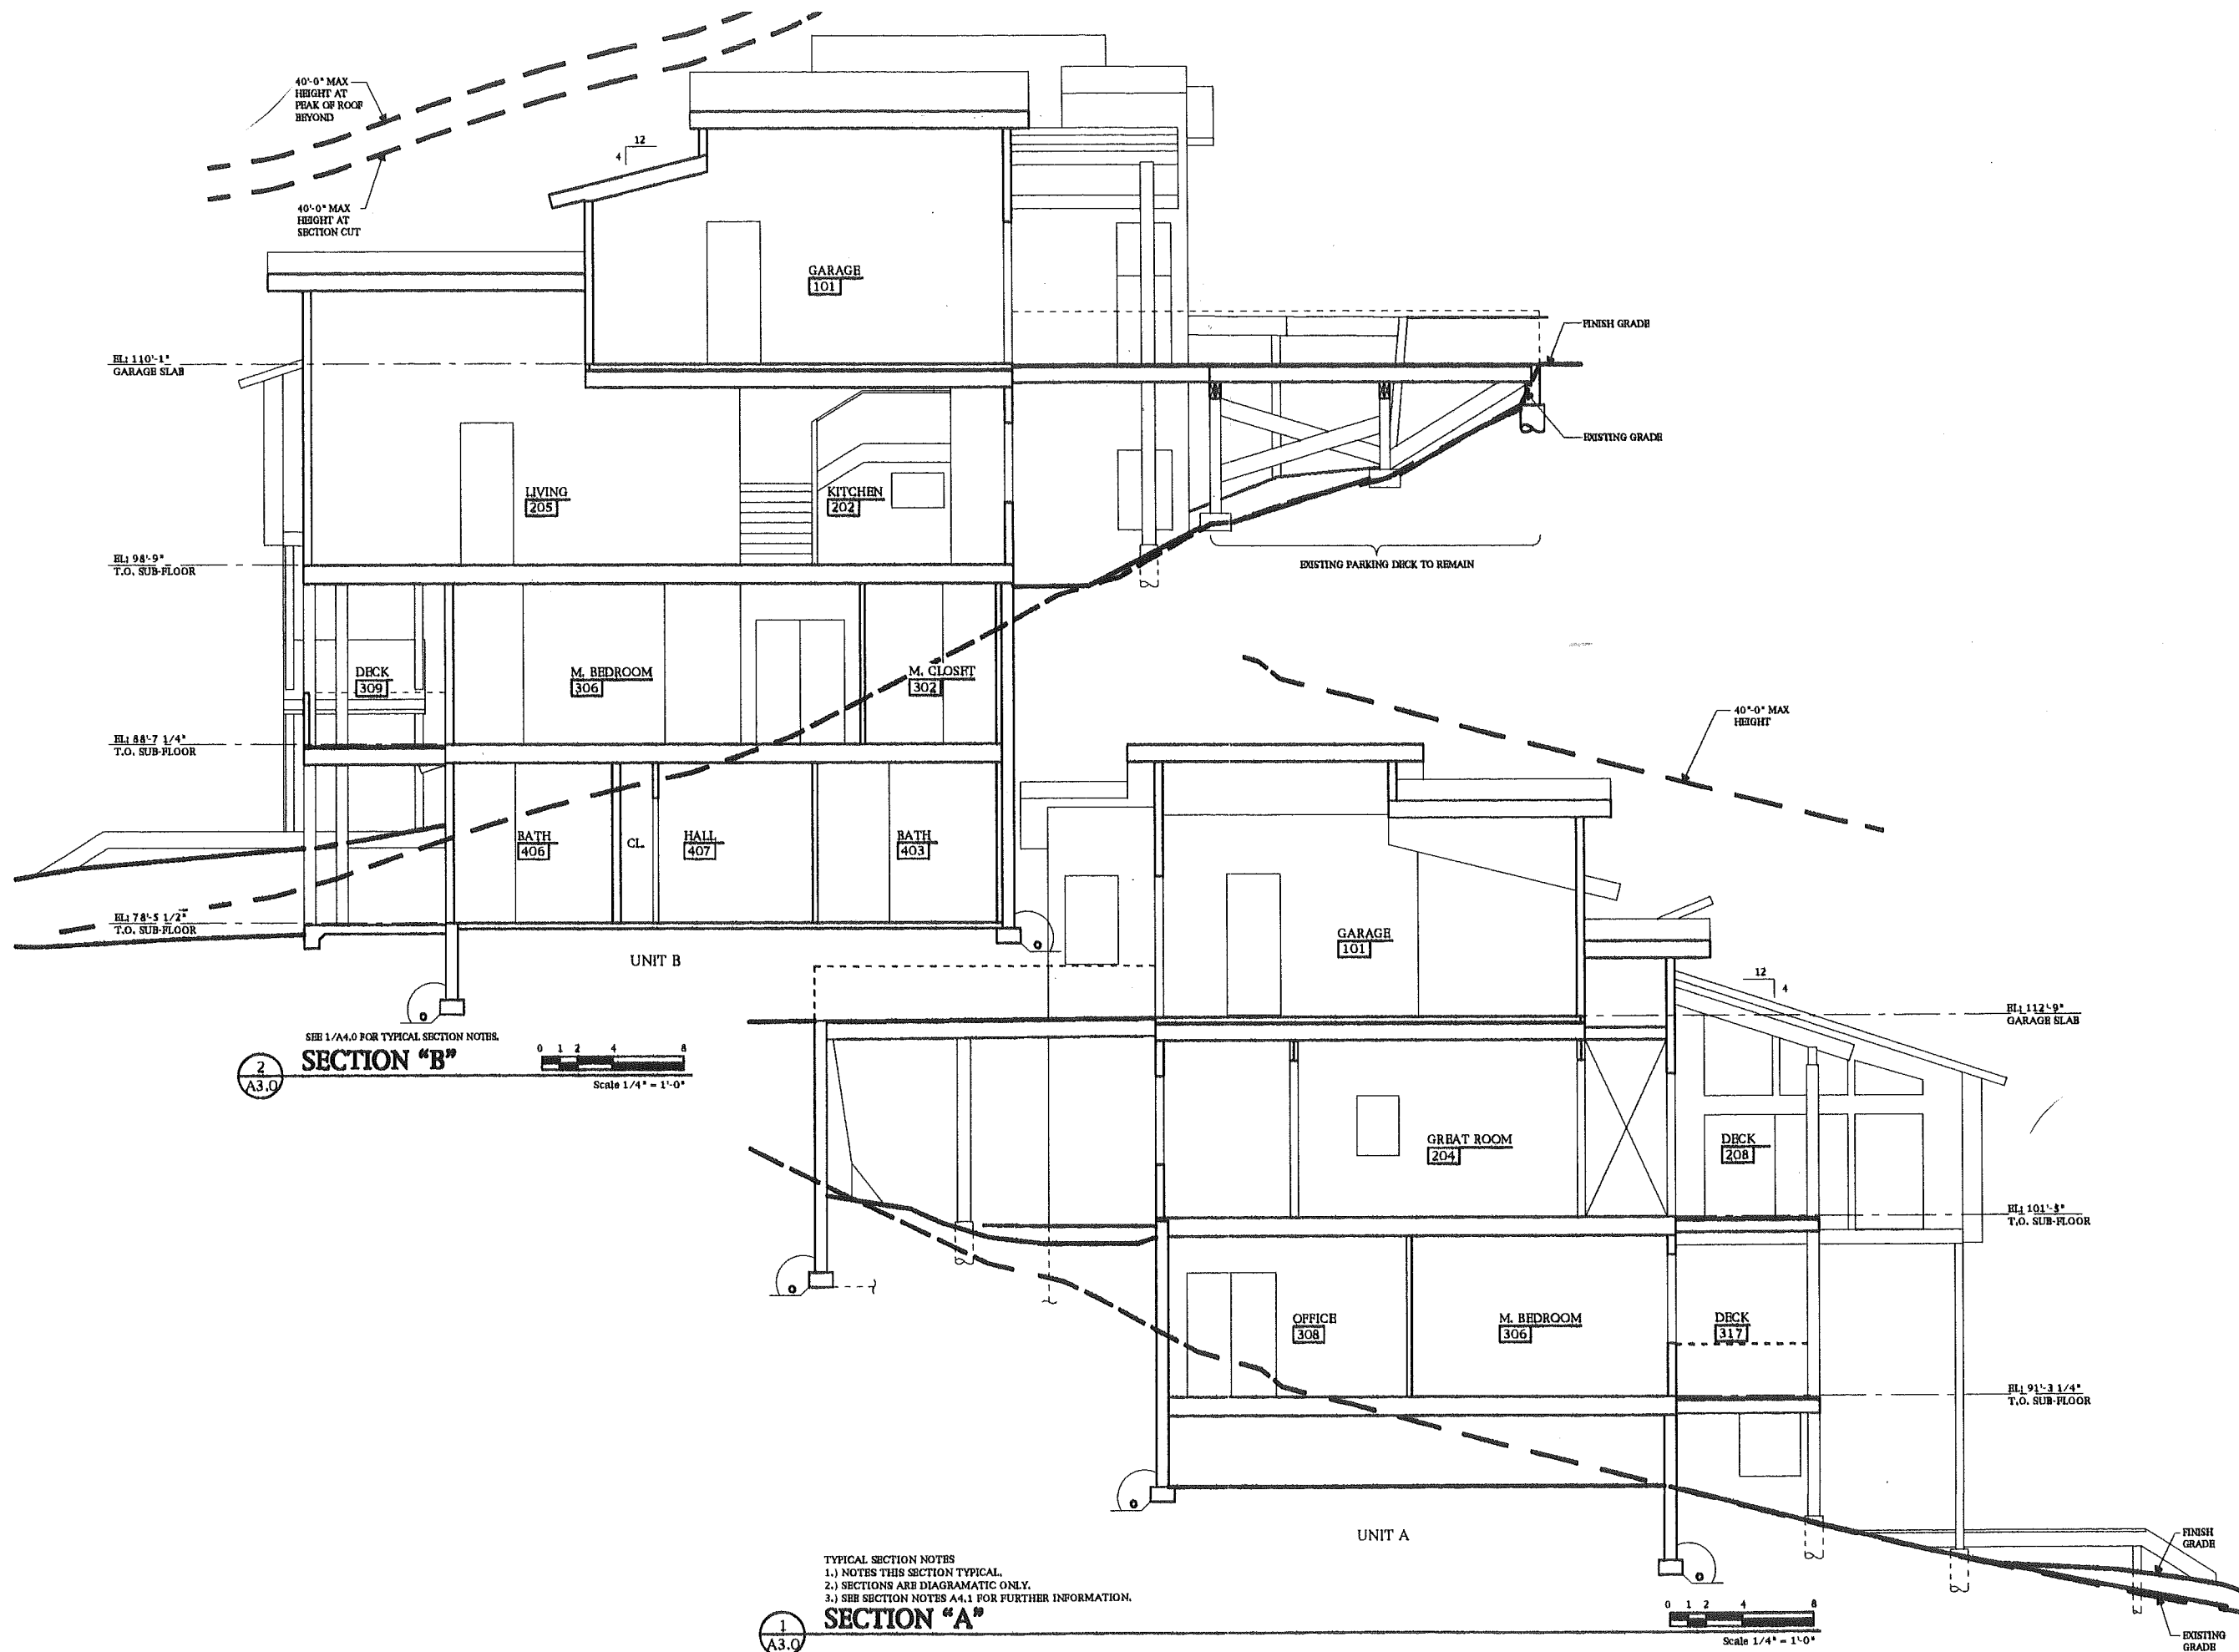 40'-0" MAX
HEIGHT AT
PEAK OF ROOF
BEYOND
40'-0" MAX
HEIGHT AT
SECTION CUT
12
4
GARAGE
101
FINISH GRADE
EL: 110'-1"
GARAGE SLAB
EXISTING GRADE
LIVING
205
KITCHEN
202
EL: 98'-9"
T.O. SUB-FLOOR
EXISTING PARKING DECK TO REMAIN
DECK
309
M. BEDROOM
306
M. CLOSET
302
EL: 88'-7 1/4"
T.O. SUB-FLOOR
BATH
406
CL.
HALL
407
BATH
403
EL: 78'-5 1/2"
T.O. SUB-FLOOR
UNIT B
SEE 1/A4.0 FOR TYPICAL SECTION NOTES.
2
A3.0
SECTION "B"
0 1 2 4 8
Scale 1/4" = 1'-0"
40"-0" MAX
HEIGHT
GARAGE
101
12
4
EL: 112'-9"
GARAGE SLAB
GREAT ROOM
204
DECK
208
EL: 101'-5"
T.O. SUB-FLOOR
OFFICE
308
M. BEDROOM
306
DECK
317
EL: 91'-3 1/4"
T.O. SUB-FLOOR
UNIT A
FINISH
GRADE
EXISTING
GRADE
TYPICAL SECTION NOTES
1.) NOTES THIS SECTION TYPICAL.
2.) SECTIONS ARE DIAGRAMATIC ONLY.
3.) SEE SECTION NOTES A4.1 FOR FURTHER INFORMATION.
1
A3.0
SECTION "A"
0 1 2 4 8
Scale 1/4" = 1'-0"